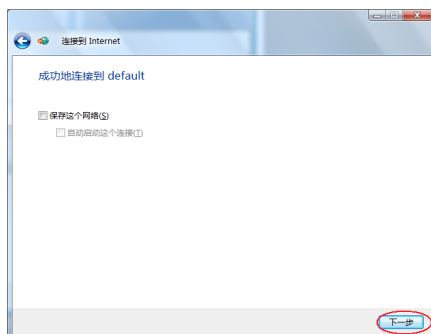 连接到 Internet
成功地连接到 default
保存这个网络(S)
自动启动这个连接(T)
下一步